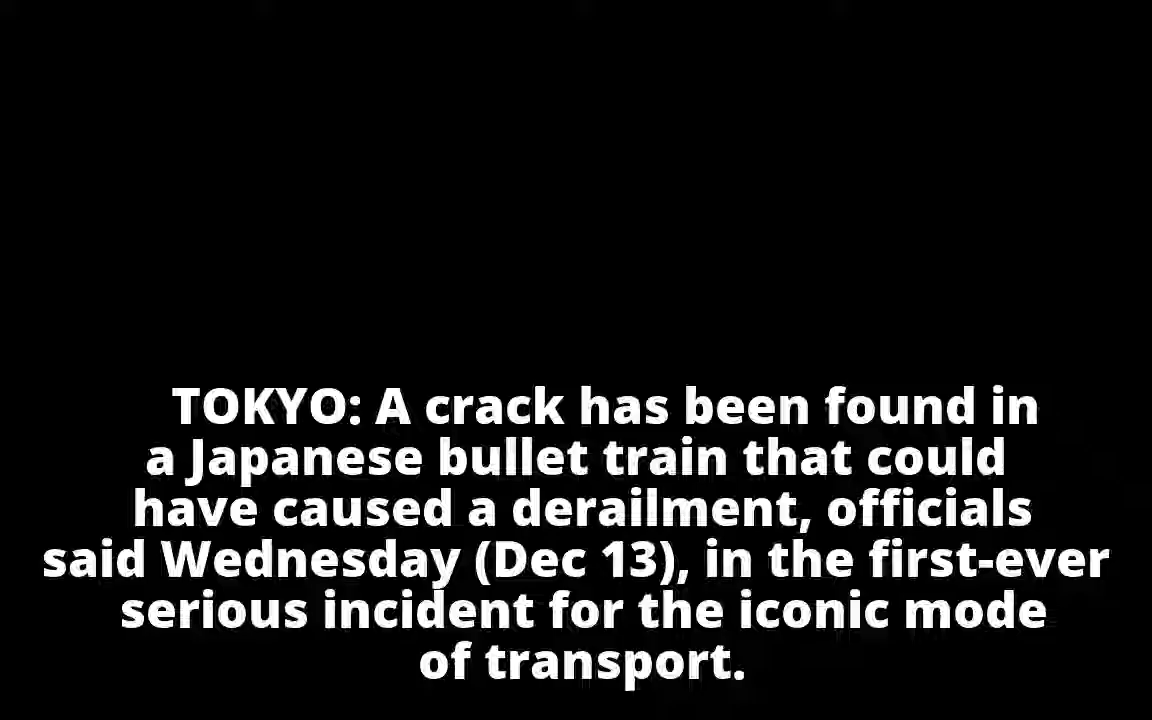 TOKYO: A crack has been found in
a Japanese bullet train that could
have caused a derailment, officials
said Wednesday (Dec 13), in the first-ever
serious incident for the iconic mode
of transport.